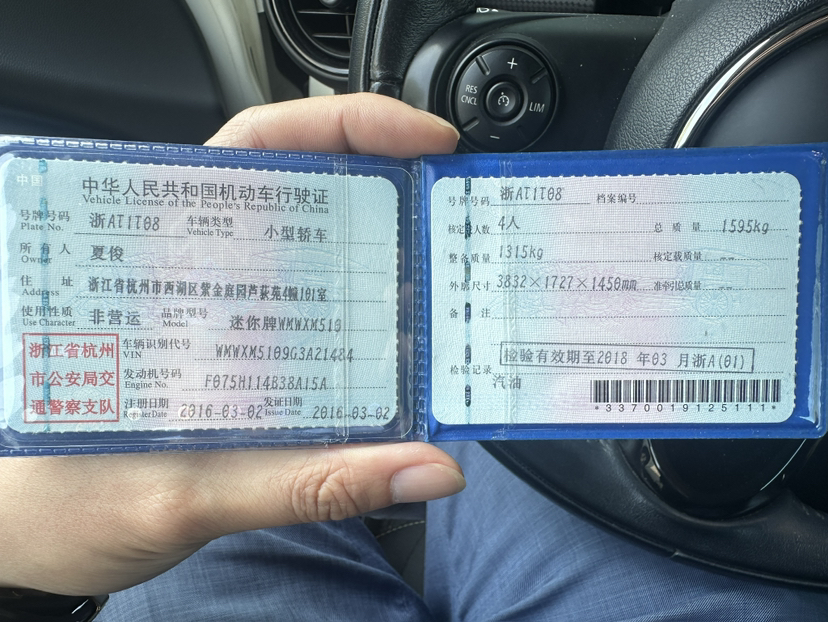 +
RES
CNCL
LIM
−
中国
中华人民共和国机动车行驶证
Vehicle License of the People's Republic of China
号牌号码 Plate No. 浙A11T08 车辆类型 Vehicle Type 小型轿车
所有人 Owner 夏俊
住址 Address 浙江省杭州市西湖区紫金庭园芦荻苑4幢101室
使用性质 Use Character 非营运 品牌型号 Model 迷你牌WMWXM510
浙江省杭州
市公安局交
通警察支队
车辆识别代号 VIN WMWXM5109G3A21484
发动机号码 Engine No. F075H114B38A15A
注册日期 Register Date 2016-03-02 发证日期 Issue Date 2016-03-02
号牌号码 浙A11T08 档案编号
核定载人数 4人 总质量 1595kg
整备质量 1315kg 核定载质量 --
外廓尺寸 3832×1727×1450mm 准牵引总质量 --
备注
检验记录 检验有效期至2018年03月浙A(01)
汽油
*3370019125111*